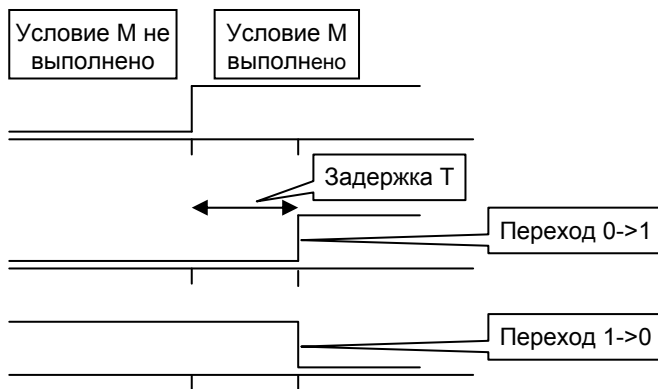 Условие М не
выполнено
Условие М
выполнено
Задержка Т
Переход 0->1
Переход 1->0